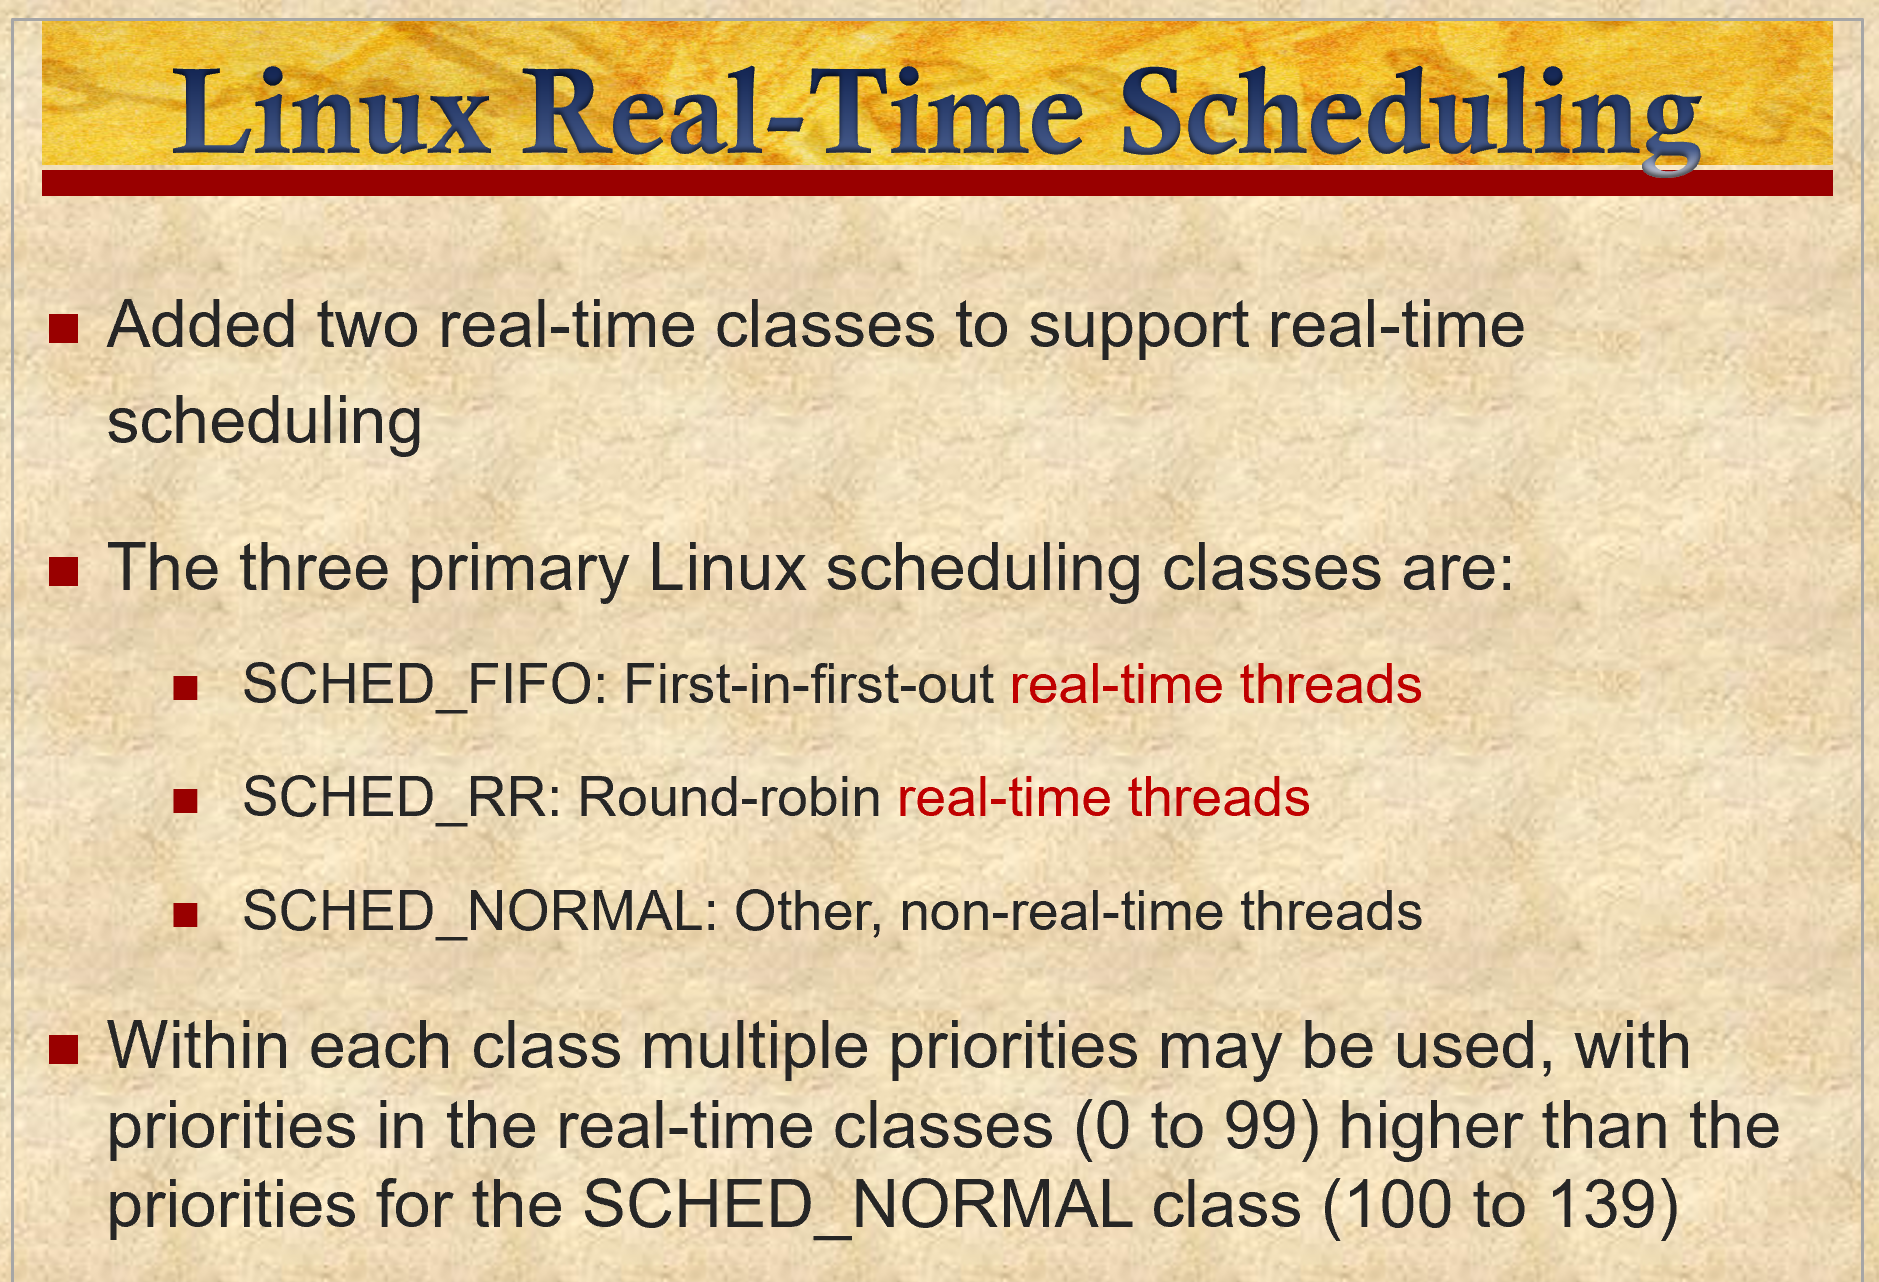 Linux Real-Time Scheduling
Added two real-time classes to support real-time
scheduling
The three primary Linux scheduling classes are:
SCHED_FIFO: First-in-first-out real-time threads
SCHED_RR: Round-robin real-time threads
SCHED_NORMAL: Other, non-real-time threads
Within each class multiple priorities may be used, with
priorities in the real-time classes (0 to 99) higher than the
priorities for the SCHED_NORMAL class (100 to 139)